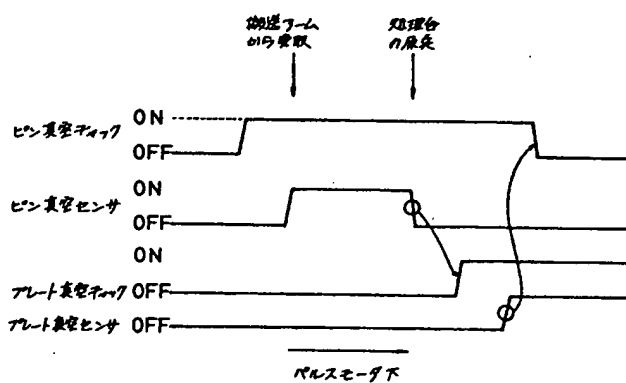 搬送アーム
から受取
処理台
の原点
ピン真空チャック
ON
OFF
ピン真空センサ
ON
OFF
ON
プレート真空チャック OFF
プレート真空センサ OFF
パルスモータ下